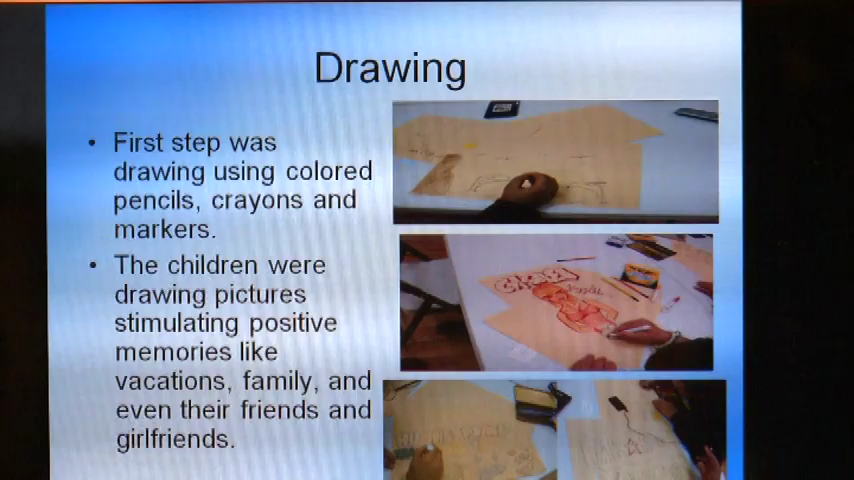 Drawing
• First step was
drawing using colored
pencils, crayons and
markers.
• The children were
drawing pictures
stimulating positive
memories like
vacations, family, and
even their friends and
girlfriends.